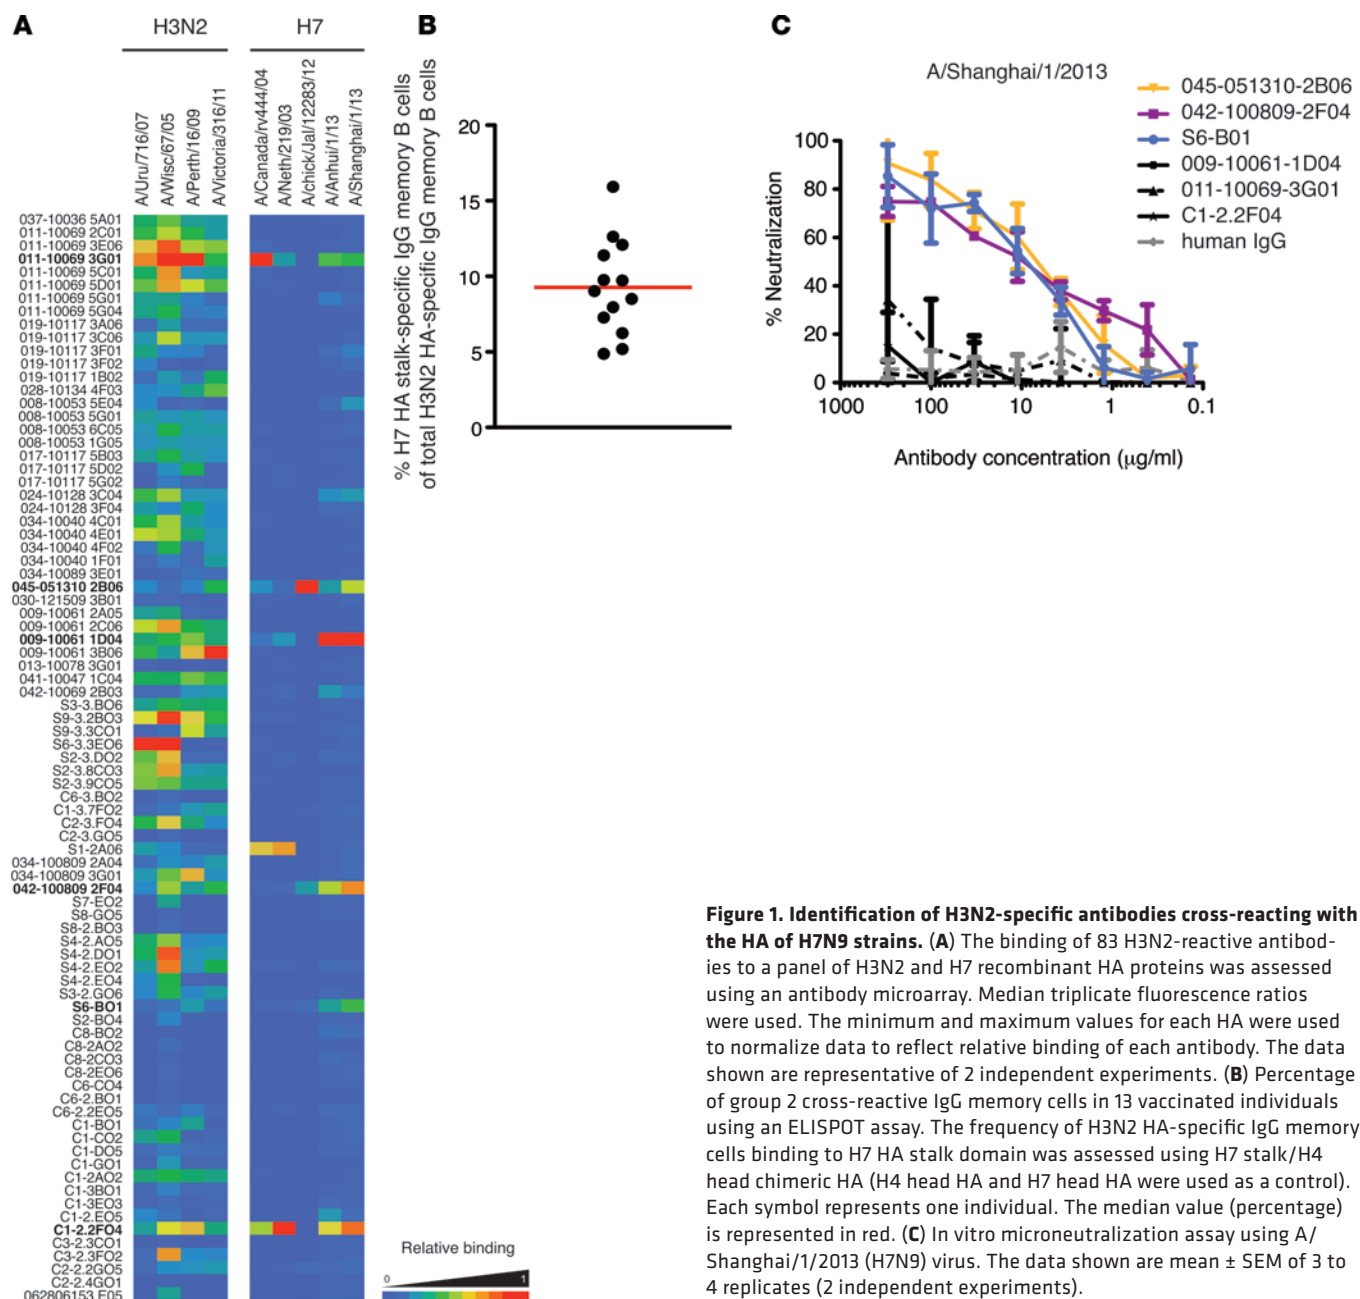 A
H3N2
H7
A/Uru/716/07
A/Wisc/67/05
A/Perth/16/09
A/Victoria/316/11
A/Canada/rv444/04
A/Neth/219/03
A/chick/Jal/12283/12
A/Anhui/1/13
A/Shanghai/1/13
037-10036 5A01
011-10069 2C01
011-10069 3E06
011-10069 3G01
011-10069 5C01
011-10069 5D01
011-10069 5G01
011-10069 5G04
019-10117 3A06
019-10117 3C06
019-10117 3F01
019-10117 3F02
019-10117 1B02
028-10134 4F03
008-10053 5E04
008-10053 5G01
008-10053 6C05
008-10053 1G05
017-10117 5B03
017-10117 5D02
017-10117 5G02
024-10128 3C04
024-10128 3F04
034-10040 4C01
034-10040 4E01
034-10040 4F02
034-10040 1F01
034-10089 3E01
045-051310 2B06
030-121509 3B01
009-10061 2A05
009-10061 2C06
009-10061 1D04
009-10061 3B06
013-10078 3G01
041-10047 1C04
042-10069 2B03
S3-3.BO6
S9-3.2BO3
S9-3.3CO1
S6-3.3EO6
S2-3.DO2
S2-3.8CO3
S2-3.9CO5
C6-3.BO2
C1-3.7FO2
C2-3.FO4
C2-3.GO5
S1-2A06
034-100809 2A04
034-100809 3G01
042-100809 2F04
S7-EO2
S8-GO5
S8-2.BO3
S4-2.AO5
S4-2.DO1
S4-2.EO2
S4-2.EO4
S3-2.GO6
S6-BO1
S2-BO4
C8-BO2
C8-2AO2
C8-2CO3
C8-2EO6
C6-CO4
C6-2.BO1
C6-2.2EO5
C1-BO1
C1-CO2
C1-DO5
C1-GO1
C1-2AO2
C1-3BO1
C1-3EO3
C1-2.EO5
C1-2.2FO4
C3-2.3CO1
C3-2.3FO2
C2-2.2GO5
C2-2.4GO1
062806153 E05
Relative binding
0
1
B
% H7 HA stalk-specific IgG memory B cells
of total H3N2 HA-specific IgG memory B cells
20
15
10
5
0
C
A/Shanghai/1/2013
045-051310-2B06
042-100809-2F04
S6-B01
009-10061-1D04
011-10069-3G01
C1-2.2F04
human IgG
% Neutralization
100
80
60
40
20
0
1000
100
10
1
0.1
Antibody concentration (μg/ml)
Figure 1. Identification of H3N2-specific antibodies cross-reacting with
the HA of H7N9 strains. (A) The binding of 83 H3N2-reactive antibod-
ies to a panel of H3N2 and H7 recombinant HA proteins was assessed
using an antibody microarray. Median triplicate fluorescence ratios
were used. The minimum and maximum values for each HA were used
to normalize data to reflect relative binding of each antibody. The data
shown are representative of 2 independent experiments. (B) Percentage
of group 2 cross-reactive IgG memory cells in 13 vaccinated individuals
using an ELISPOT assay. The frequency of H3N2 HA-specific IgG memory
cells binding to H7 HA stalk domain was assessed using H7 stalk/H4
head chimeric HA (H4 head HA and H7 head HA were used as a control).
Each symbol represents one individual. The median value (percentage)
is represented in red. (C) In vitro microneutralization assay using A/
Shanghai/1/2013 (H7N9) virus. The data shown are mean ± SEM of 3 to
4 replicates (2 independent experiments).